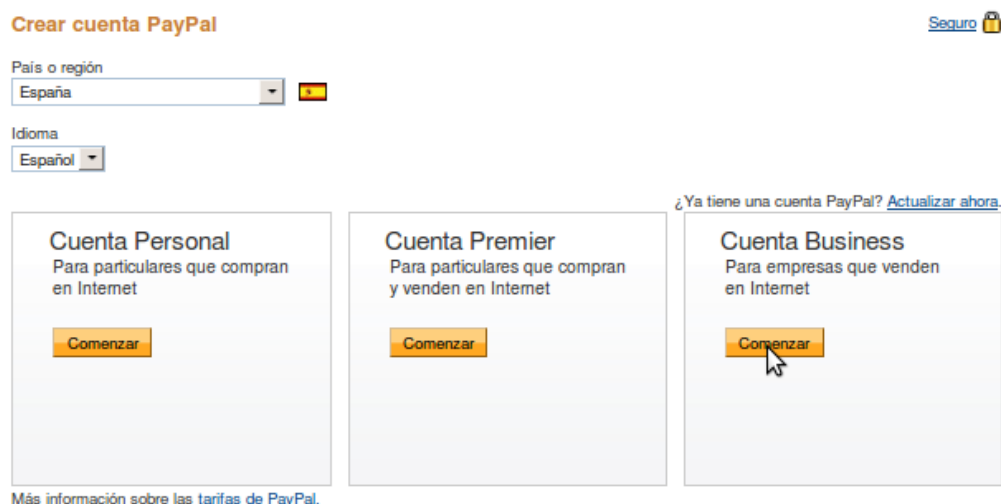 Crear cuenta PayPal
Seguro
País o región
España
Idioma
Español
¿Ya tiene una cuenta PayPal? Actualizar ahora.
Cuenta Personal
Para particulares que compran
en Internet
Comenzar
Cuenta Premier
Para particulares que compran
y venden en Internet
Comenzar
Cuenta Business
Para empresas que venden
en Internet
Comenzar
Más información sobre las tarifas de PayPal.